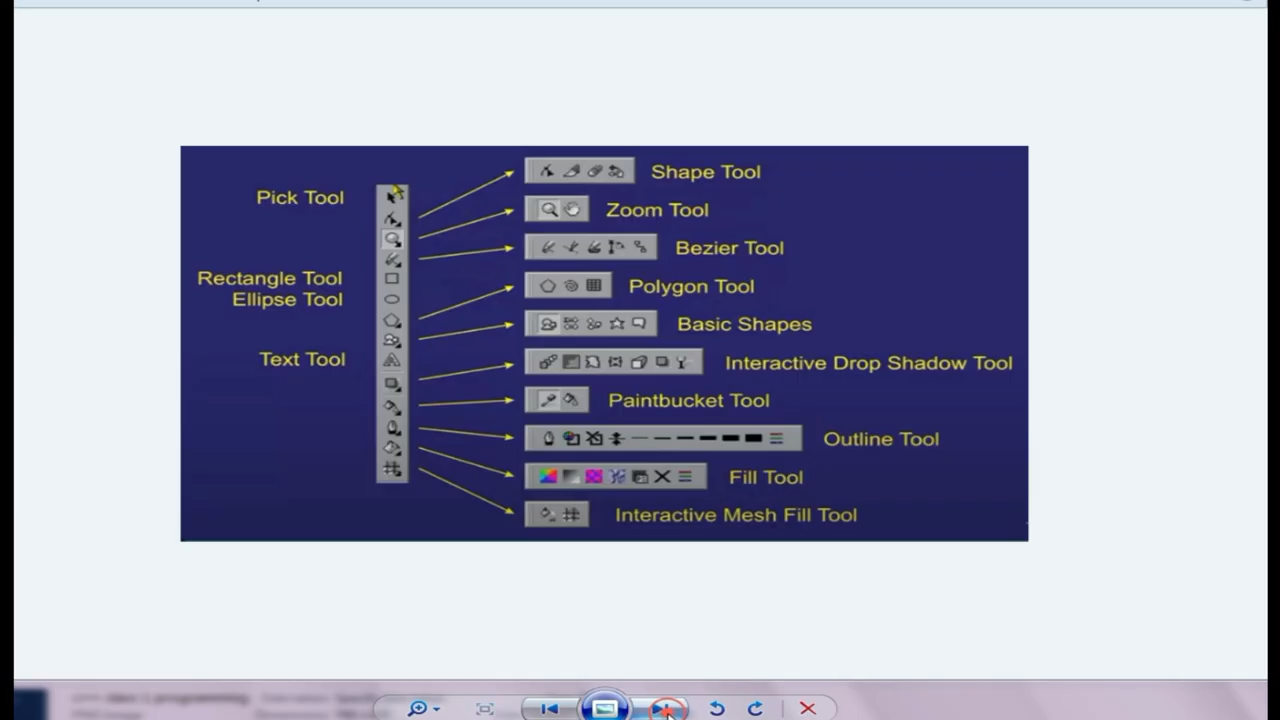 Shape Tool
Pick Tool
Zoom Tool
Bezier Tool
Rectangle Tool
Polygon Tool
Ellipse Tool
Basic Shapes
Text Tool
Interactive Drop Shadow Tool
Paintbucket Tool
Outline Tool
Fill Tool
Interactive Mesh Fill Tool